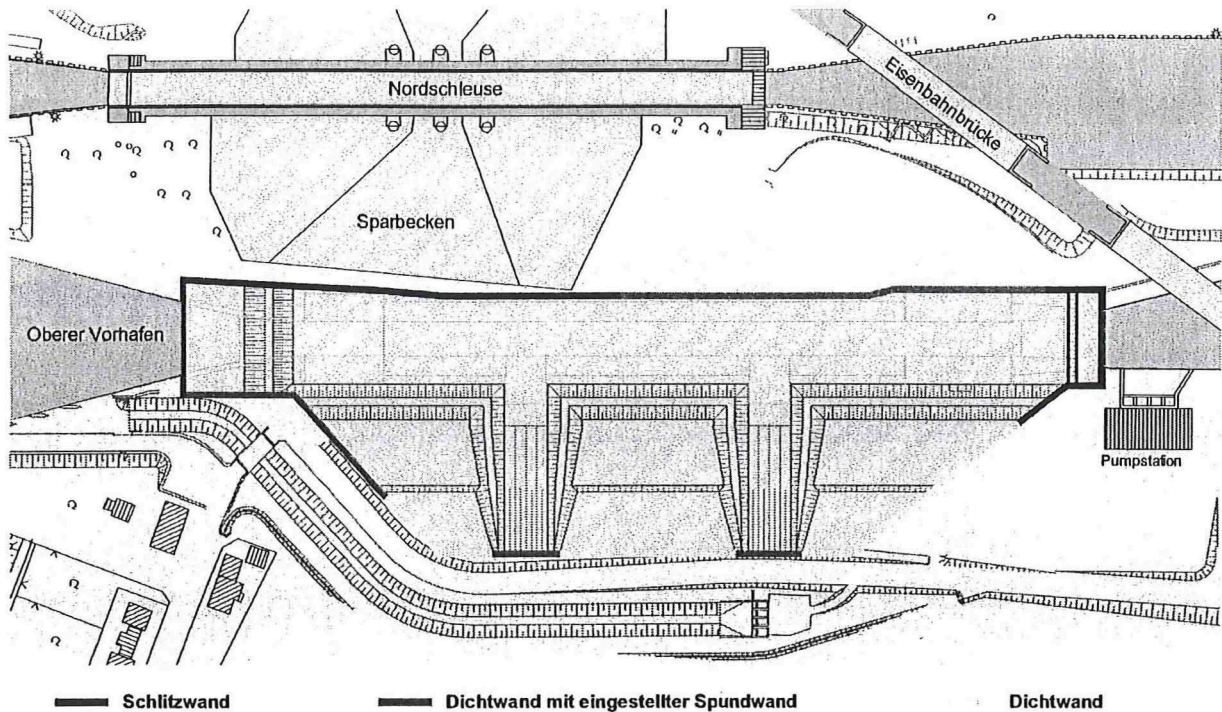 Nordschleuse
Eisenbahnbrücke
Sparbecken
Oberer Vorhafen
Pumpstation
Schlitzwand
Dichtwand mit eingestellter Spundwand
Dichtwand